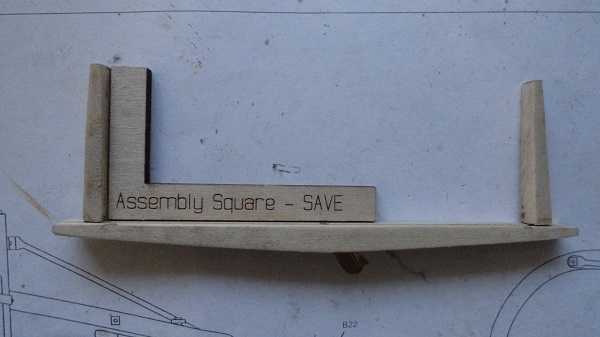 Assembly Square - SAVE
B22